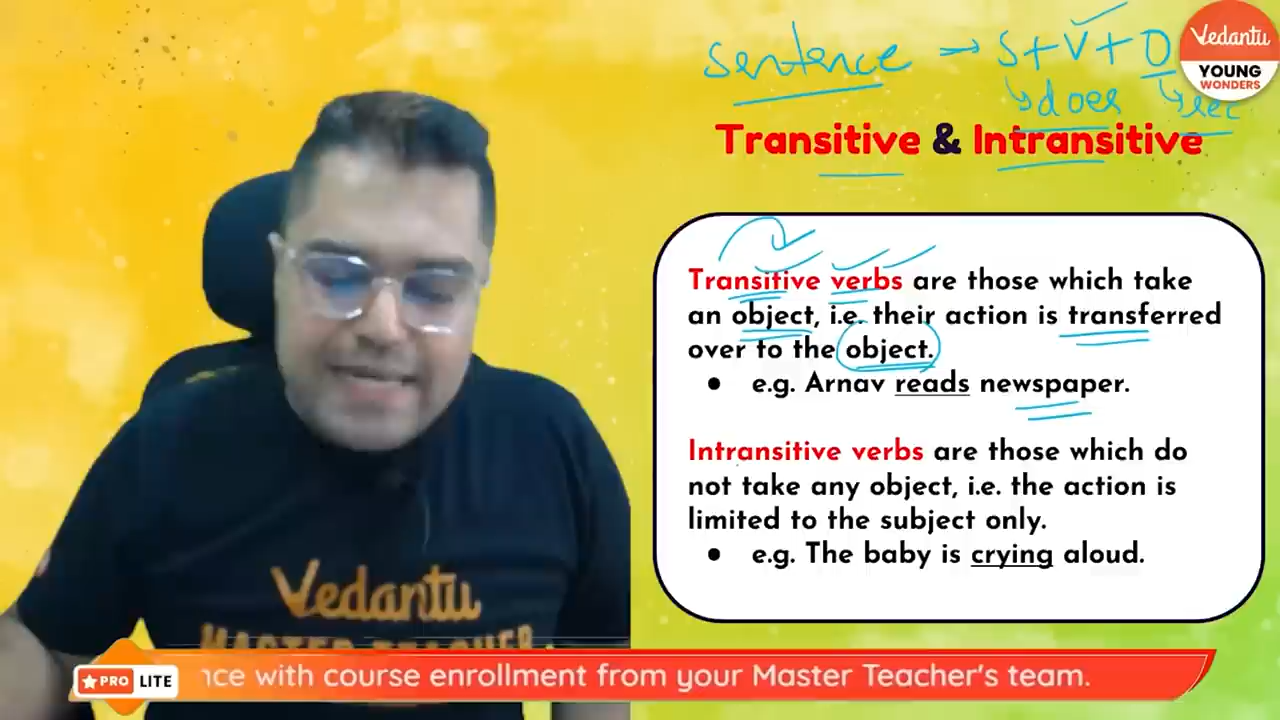 sentence → S+V+O
↳does ↳rec
Vedantu
YOUNG
WONDERS
Transitive & Intransitive
Transitive verbs are those which take
an object, i.e. their action is transferred
over to the object.
● e.g. Arnav reads newspaper.
Intransitive verbs are those which do
not take any object, i.e. the action is
limited to the subject only.
● e.g. The baby is crying aloud.
Vedantu
MASTER TEACHER
PRO LITE
nce with course enrollment from your Master Teacher's team.